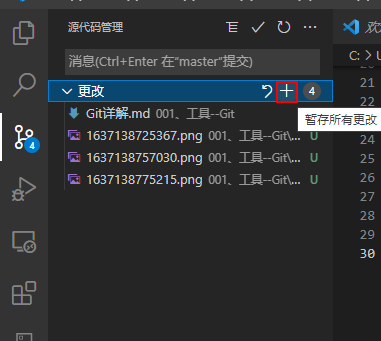 源代码管理
消息(Ctrl+Enter 在“master”提交)
更改 4
Git详解.md 001、工具--Git
1637138725367.png 001、工具--Git\... U
1637138757030.png 001、工具--Git\... U
1637138775215.png 001、工具--Git\... U
暂存所有更改
4
欢
C: > U
20
21
22
24
25
26
27
28
29
30